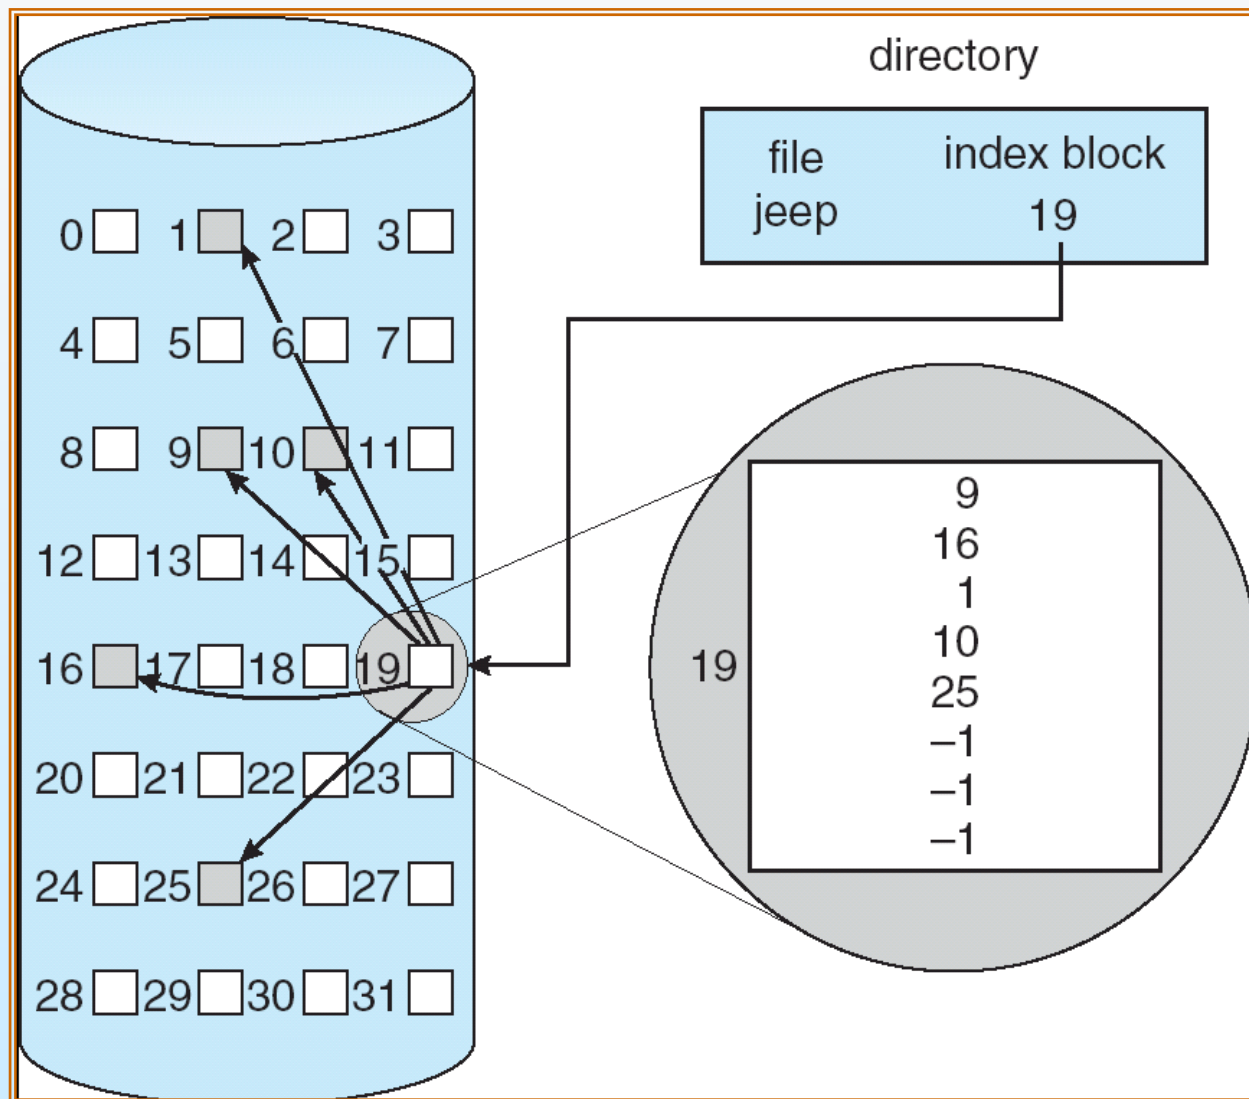 directory
file index block
jeep 19
0 1 2 3
4 5 6 7
8 9 10 11
12 13 14 15
16 17 18 19
20 21 22 23
24 25 26 27
28 29 30 31
19
9
16
1
10
25
–1
–1
–1